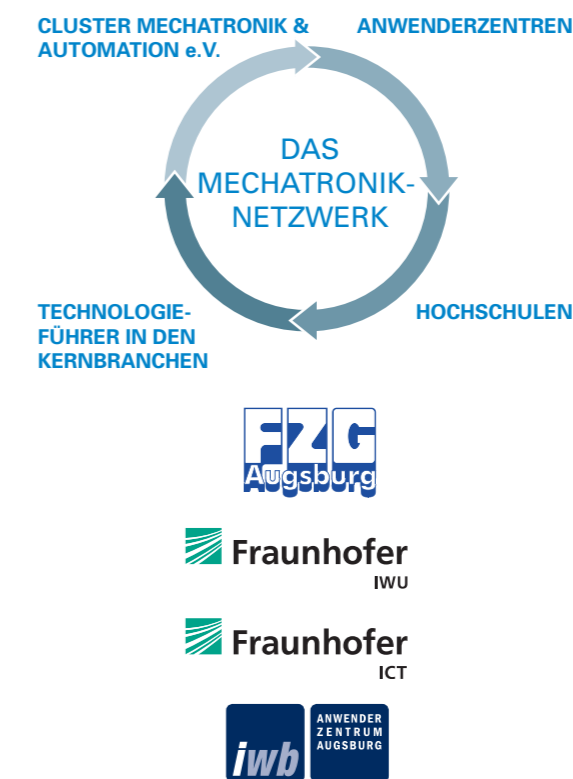 CLUSTER MECHATRONIK &
AUTOMATION e.V.
ANWENDERZENTREN
DAS
MECHATRONIK-
NETZWERK
TECHNOLOGIE-
FÜHRER IN DEN
KERNBRANCHEN
HOCHSCHULEN
FZG
Augsburg
Fraunhofer
IWU
Fraunhofer
ICT
iwb
ANWENDER
ZENTRUM
AUGSBURG